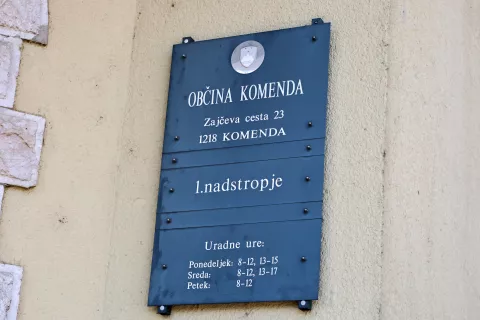 OBČINA KOMENDA
Zajčeva cesta 23
1218 KOMENDA
1.nadstropje
Uradne ure:
Ponedeljek: 8-12, 13-15
Sreda: 8-12, 13-17
Petek: 8-12